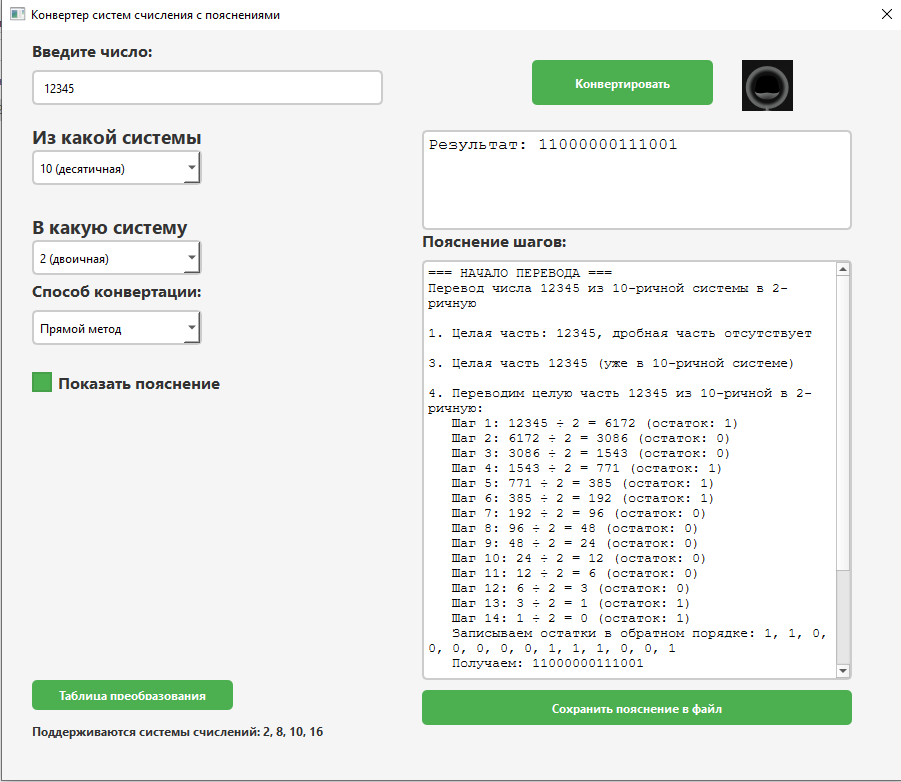 Конвертер систем счисления с пояснениями
Введите число:
12345
Конвертировать
Из какой системы
10 (десятичная)
В какую систему
2 (двоичная)
Способ конвертации:
Прямой метод
Показать пояснение
Результат: 11000000111001
Пояснение шагов:
=== НАЧАЛО ПЕРЕВОДА ===
Перевод числа 12345 из 10-ричной системы в 2-
ричную
1. Целая часть: 12345, дробная часть отсутствует
3. Целая часть 12345 (уже в 10-ричной системе)
4. Переводим целую часть 12345 из 10-ричной в 2-
ричную:
Шаг 1: 12345 ÷ 2 = 6172 (остаток: 1)
Шаг 2: 6172 ÷ 2 = 3086 (остаток: 0)
Шаг 3: 3086 ÷ 2 = 1543 (остаток: 0)
Шаг 4: 1543 ÷ 2 = 771 (остаток: 1)
Шаг 5: 771 ÷ 2 = 385 (остаток: 1)
Шаг 6: 385 ÷ 2 = 192 (остаток: 1)
Шаг 7: 192 ÷ 2 = 96 (остаток: 0)
Шаг 8: 96 ÷ 2 = 48 (остаток: 0)
Шаг 9: 48 ÷ 2 = 24 (остаток: 0)
Шаг 10: 24 ÷ 2 = 12 (остаток: 0)
Шаг 11: 12 ÷ 2 = 6 (остаток: 0)
Шаг 12: 6 ÷ 2 = 3 (остаток: 0)
Шаг 13: 3 ÷ 2 = 1 (остаток: 1)
Шаг 14: 1 ÷ 2 = 0 (остаток: 1)
Записываем остатки в обратном порядке: 1, 1, 0,
0, 0, 0, 0, 0, 1, 1, 1, 0, 0, 1
Получаем: 11000000111001
Таблица преобразования
Сохранить пояснение в файл
Поддерживаются системы счислений: 2, 8, 10, 16